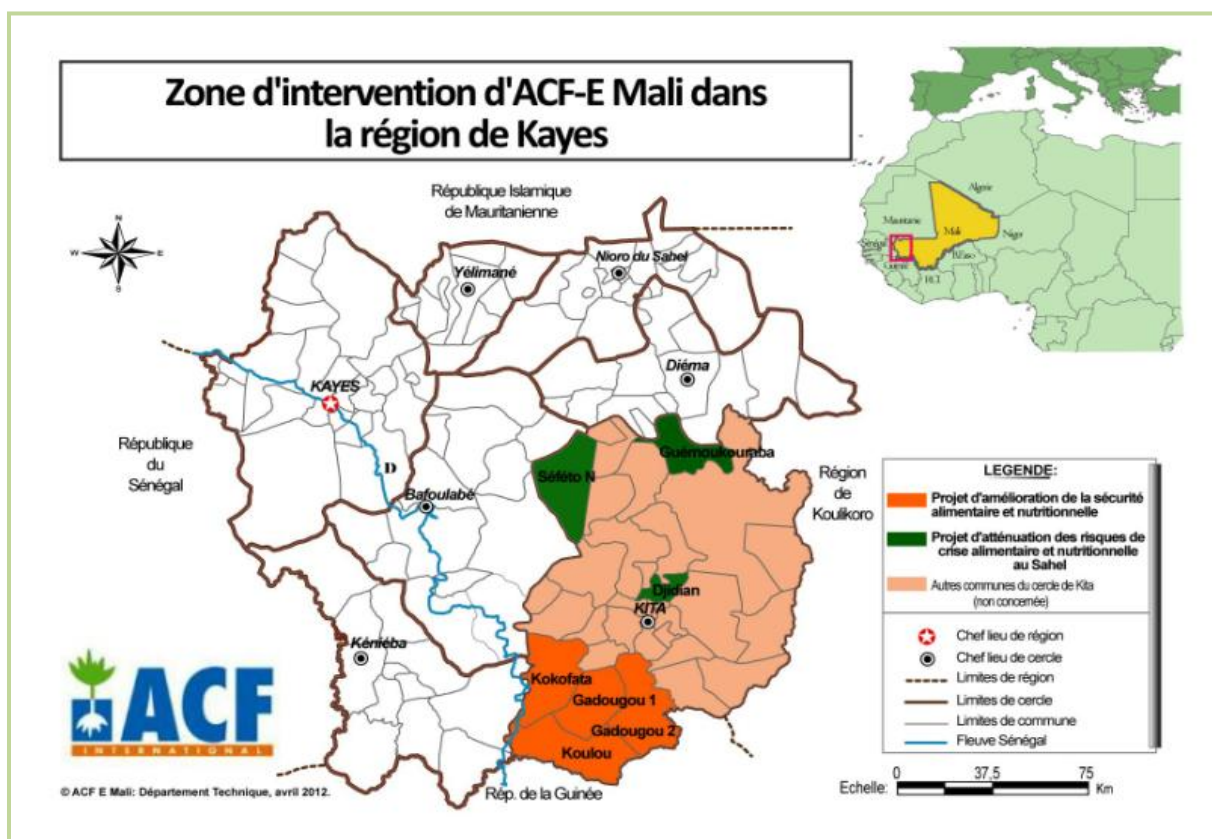 Zone d'intervention d'ACF-E Mali dans
la région de Kayes
République Islamique
de Mauritanienne
N
W
E
S
Algérie
Mauritanie
Mali
Niger
Sénégal
B.Faso
Guinée
RCI
Yélimané
Nioro du Sahel
Diéma
KAYES
République
du
Sénégal
D
Bafoulabé
Séféto N
Guémoukouraba
Région
de
Koulikoro
Djidian
KITA
Kéniéba
Kokofata
Gadougou 1
Gadougou 2
Koulou
Rép. de la Guinée
LEGENDE:
Projet d'amélioration de la sécurité
alimentaire et nutritionnelle
Projet d'atténuation des risques de
crise alimentaire et nutritionnelle
au Sahel
Autres communes du cercle de Kita
(non concernée)
Chef lieu de région
Chef lieu de cercle
Limites de région
Limites de cercle
Limites de commune
Fleuve Sénégal
Echelle:
0 37,5 75
Km
ACF
INTERNATIONAL
© ACF E Mali: Département Technique, avril 2012.